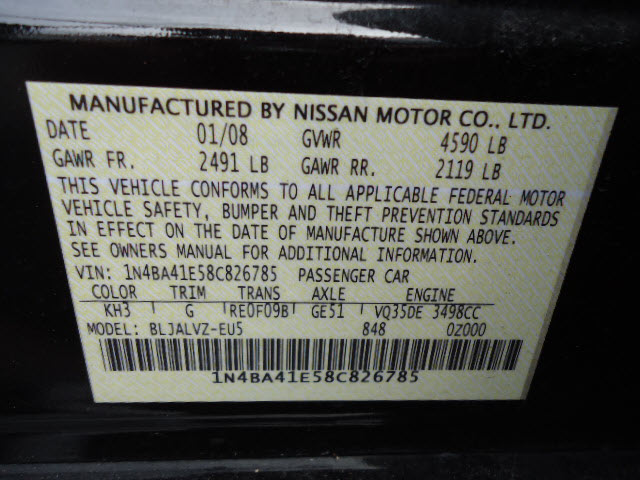 MANUFACTURED BY NISSAN MOTOR CO., LTD.
DATE 01/08 GVWR 4590 LB
GAWR FR. 2491 LB GAWR RR. 2119 LB
THIS VEHICLE CONFORMS TO ALL APPLICABLE FEDERAL MOTOR
VEHICLE SAFETY, BUMPER AND THEFT PREVENTION STANDARDS
IN EFFECT ON THE DATE OF MANUFACTURE SHOWN ABOVE.
SEE OWNERS MANUAL FOR ADDITIONAL INFORMATION.
VIN: 1N4BA41E58C826785 PASSENGER CAR
COLOR TRIM TRANS AXLE ENGINE
KH3 G RE0F09B GE51 VQ35DE 3498CC
MODEL: BLJALVZ-EU5 848 0Z000
1N4BA41E58C826785